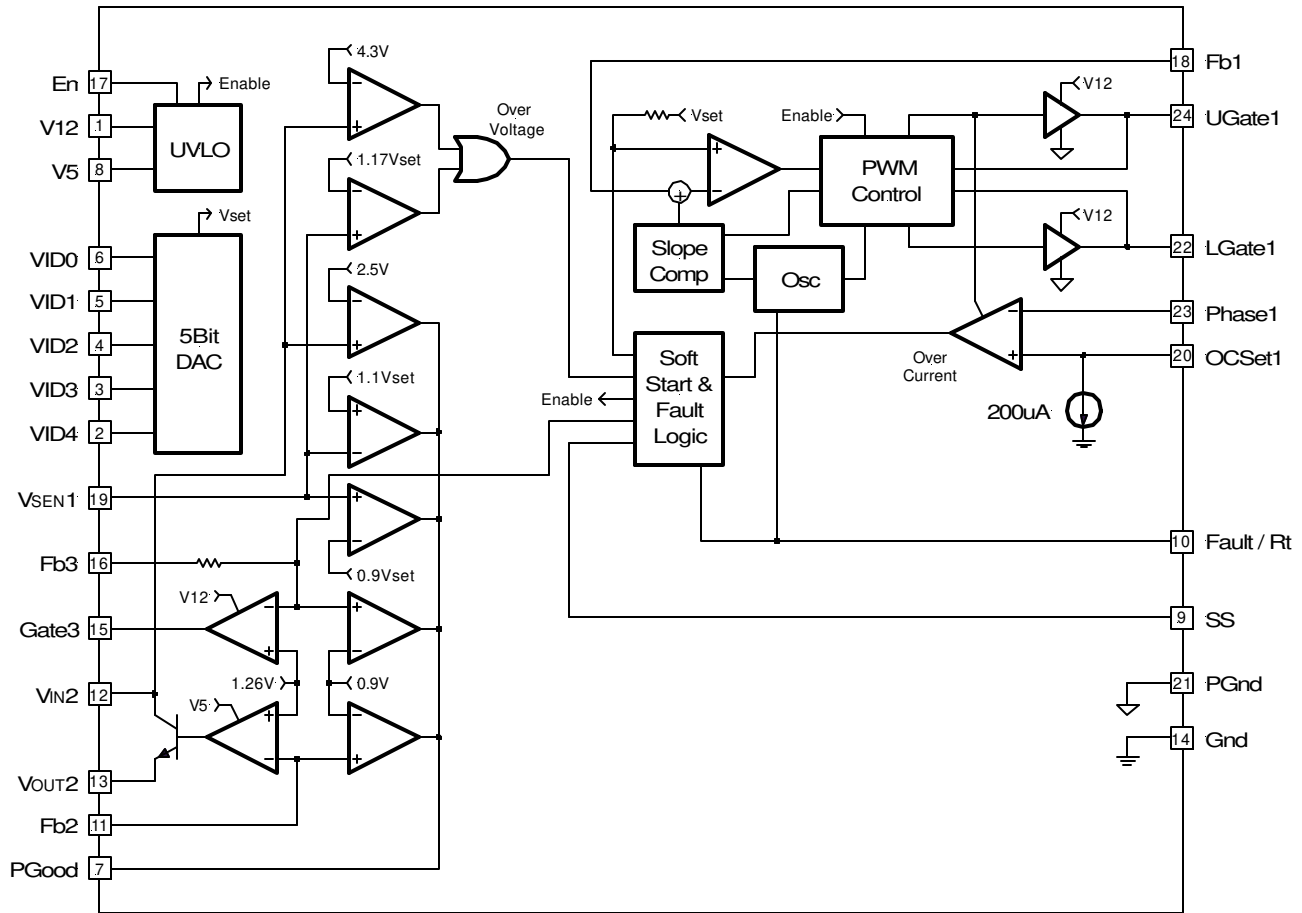 En
17
V12
1
V5
8
UVLO
Enable
Vset
VID0
6
VID1
5
VID2
4
VID3
3
VID4
2
5Bit
DAC
VSEN1
19
Fb3
16
Gate3
15
VIN2
12
VOUT2
13
Fb2
11
PGood
7
V12
V5
1.26V
4.3V
-
+
1.17Vset
-
+
2.5V
-
+
1.1Vset
+
-
+
-
0.9Vset
-
+
+
-
0.9V
+
-
-
+
Over
Voltage
Vset
Enable
V12
+
-
+
PWM
Control
Slope
Comp
Osc
V12
Soft
Start &
Fault
Logic
Enable
Over
Current
-
+
200uA
18
Fb1
24
UGate1
22
LGate1
23
Phase1
20
OCSet1
10
Fault / Rt
9
SS
21
PGnd
14
Gnd